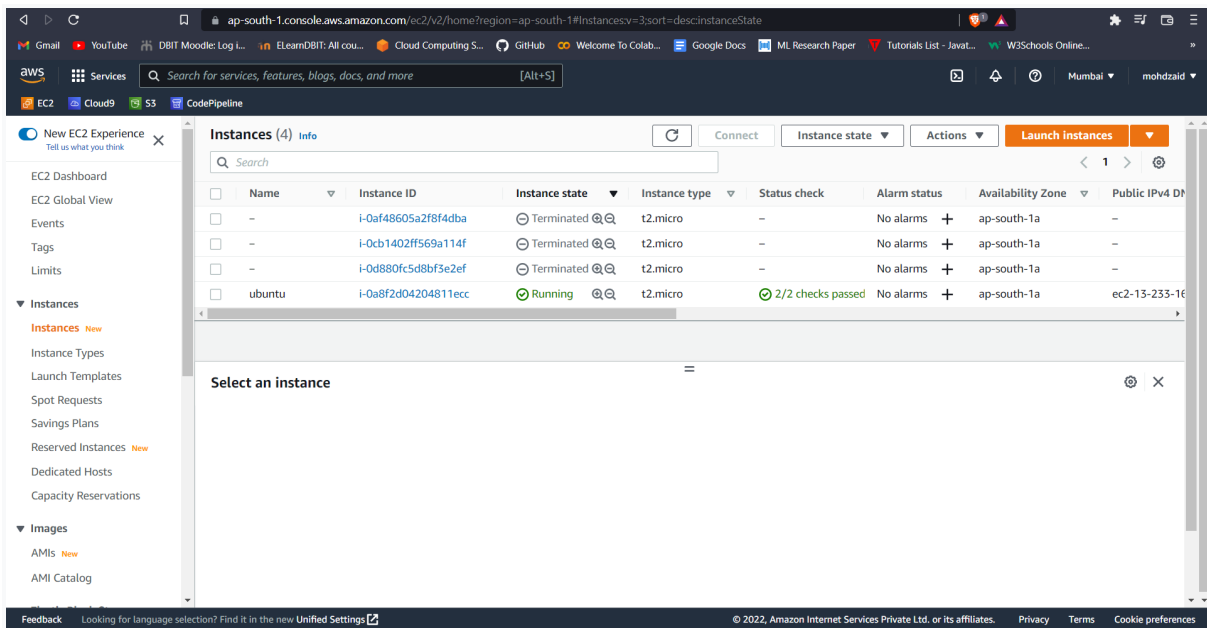 ap-south-1.console.aws.amazon.com/ec2/v2/home?region=ap-south-1#Instances:v=3;sort=desc:instanceState
Gmail YouTube DBIT Moodle: Log i... ELearnDBIT: All cou... Cloud Computing S... GitHub Welcome To Colab... Google Docs ML Research Paper Tutorials List - Javat... W3Schools Online... »
aws Services Search for services, features, blogs, docs, and more [Alt+S] Mumbai ▼ mohdzaid ▼
EC2 Cloud9 S3 CodePipeline
New EC2 Experience
Tell us what you think
EC2 Dashboard
EC2 Global View
Events
Tags
Limits
Instances
Instances New
Instance Types
Launch Templates
Spot Requests
Savings Plans
Reserved Instances New
Dedicated Hosts
Capacity Reservations
Images
AMIs New
AMI Catalog
Instances (4) Info Connect Instance state ▼ Actions ▼ Launch instances ▼
Search < 1 >
Name Instance ID Instance state Instance type Status check Alarm status Availability Zone Public IPv4 DN
– i-0af48605a2f8f4dba Terminated t2.micro – No alarms + ap-south-1a –
– i-0cb1402ff569a114f Terminated t2.micro – No alarms + ap-south-1a –
– i-0d880fc5d8bf3e2ef Terminated t2.micro – No alarms + ap-south-1a –
ubuntu i-0a8f2d04204811ecc Running t2.micro 2/2 checks passed No alarms + ap-south-1a ec2-13-233-16
Select an instance
Feedback Looking for language selection? Find it in the new Unified Settings © 2022, Amazon Internet Services Private Ltd. or its affiliates. Privacy Terms Cookie preferences